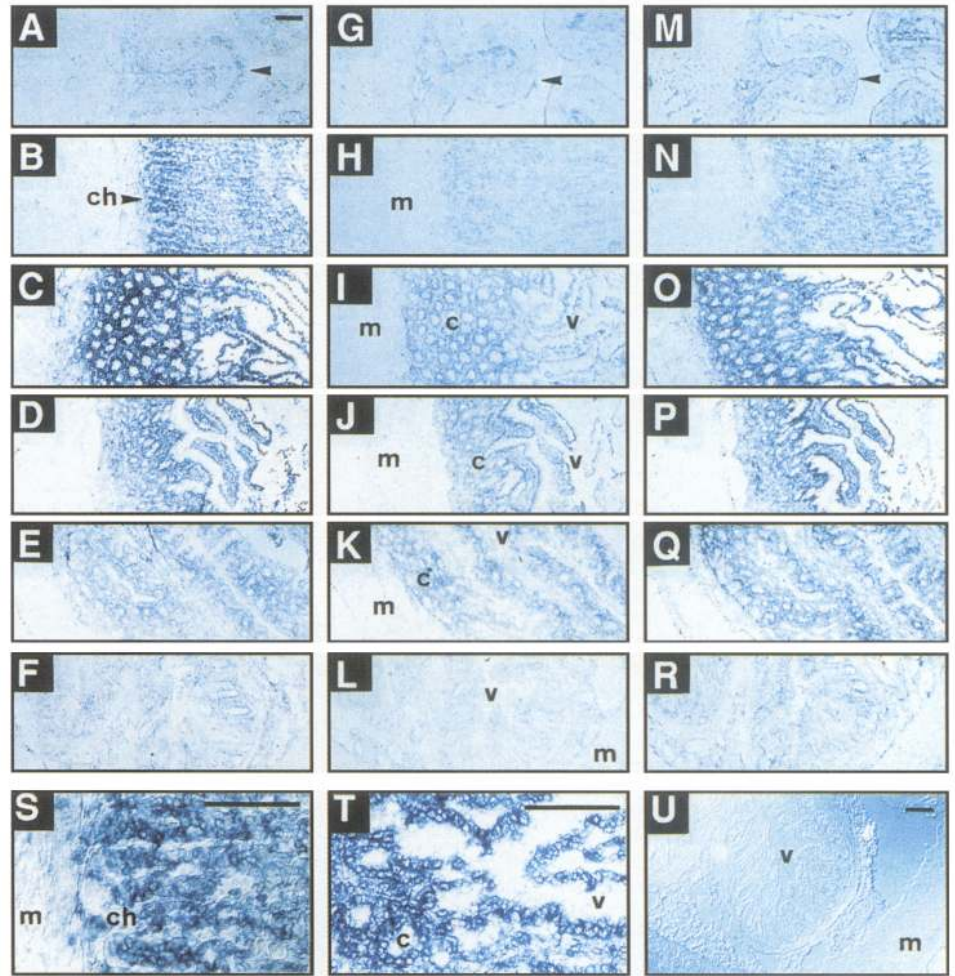 A G M
B ch H m N
C I m c v O
D J m c v P
E K m c v Q
F L v m R
S m ch T c v U v m